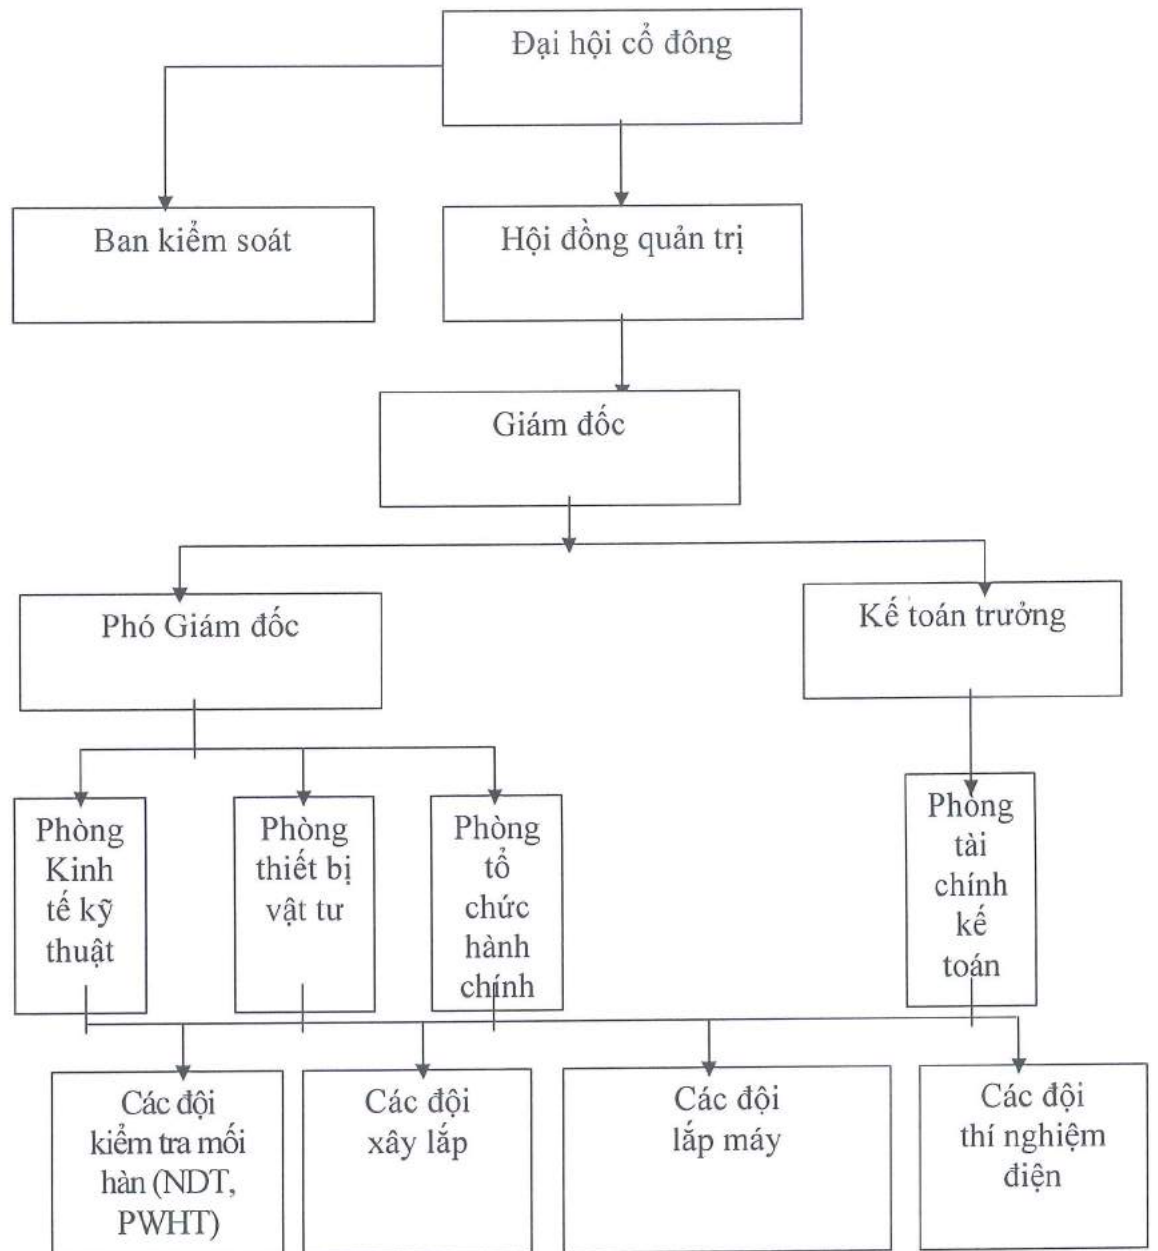 Đại hội cổ đông
Ban kiểm soát
Hội đồng quản trị
Giám đốc
Phó Giám đốc
Kế toán trưởng
Phòng
Kinh
tế kỹ
thuật
Phòng
thiết bị
vật tư
Phòng
tổ
chức
hành
chính
Phòng
tài
chính
kế
toán
Các đội
kiểm tra mối
hàn (NDT,
PWHT)
Các đội
xây lắp
Các đội
lắp máy
Các đội
thí nghiệm
điện